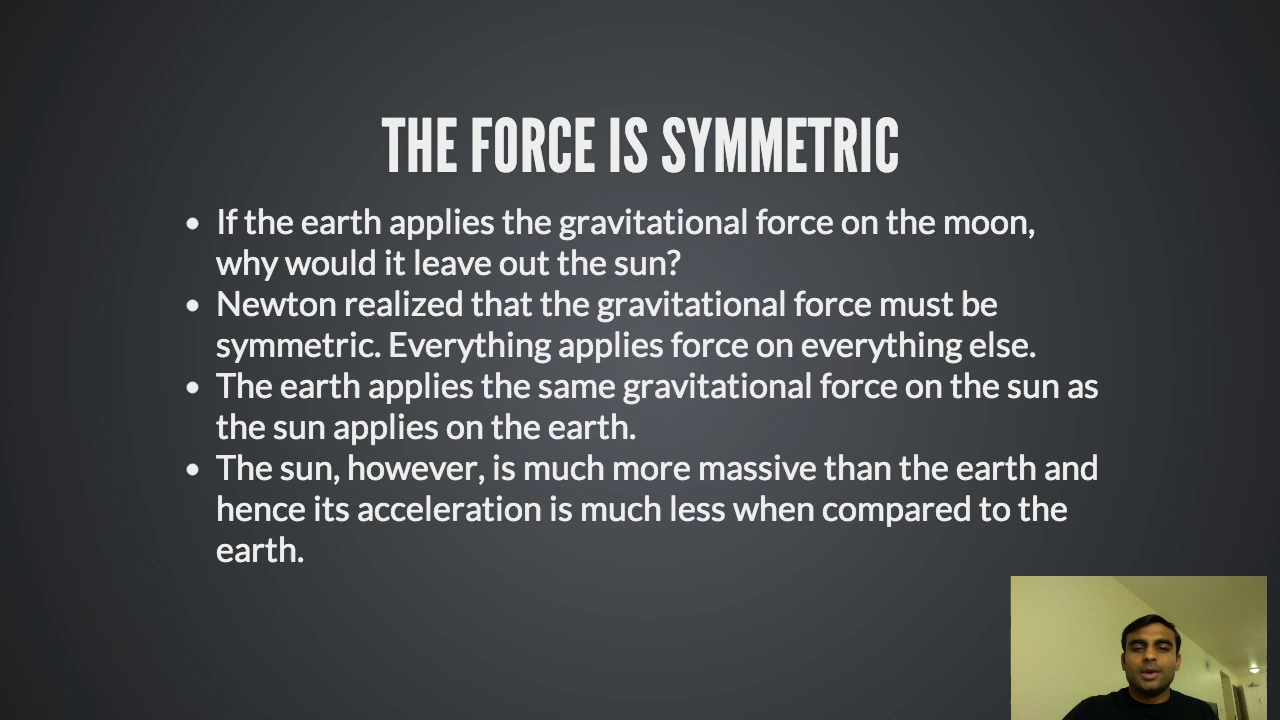 THE FORCE IS SYMMETRIC
• If the earth applies the gravitational force on the moon,
why would it leave out the sun?
• Newton realized that the gravitational force must be
symmetric. Everything applies force on everything else.
• The earth applies the same gravitational force on the sun as
the sun applies on the earth.
• The sun, however, is much more massive than the earth and
hence its acceleration is much less when compared to the
earth.